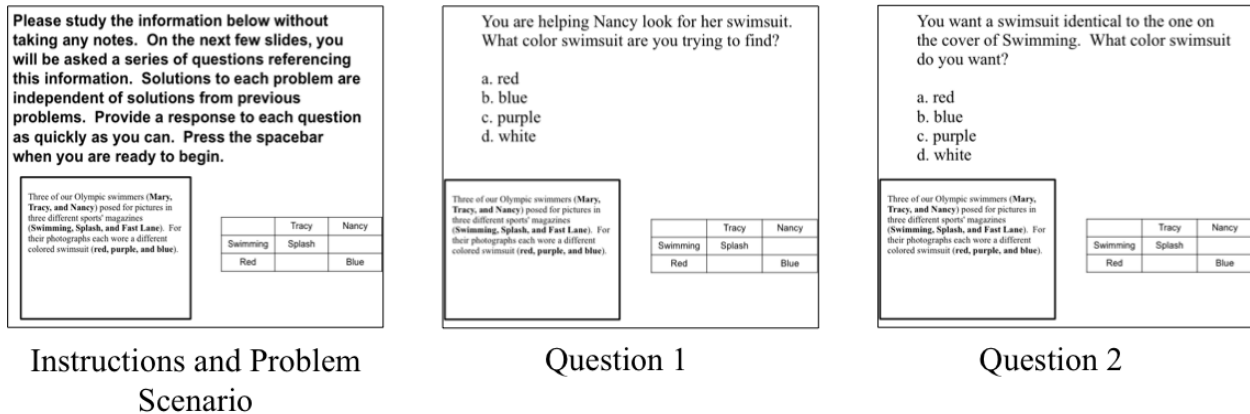 Please study the information below without
taking any notes. On the next few slides, you
will be asked a series of questions referencing
this information. Solutions to each problem are
independent of solutions from previous
problems. Provide a response to each question
as quickly as you can. Press the spacebar
when you are ready to begin.
Three of our Olympic swimmers (Mary,
Tracy, and Nancy) posed for pictures in
three different sports' magazines
(Swimming, Splash, and Fast Lane). For
their photographs each wore a different
colored swimsuit (red, purple, and blue).
Tracy Nancy
Swimming Splash
Red Blue
Instructions and Problem
Scenario
You are helping Nancy look for her swimsuit.
What color swimsuit are you trying to find?
a. red
b. blue
c. purple
d. white
Three of our Olympic swimmers (Mary,
Tracy, and Nancy) posed for pictures in
three different sports' magazines
(Swimming, Splash, and Fast Lane). For
their photographs each wore a different
colored swimsuit (red, purple, and blue).
Tracy Nancy
Swimming Splash
Red Blue
Question 1
You want a swimsuit identical to the one on
the cover of Swimming. What color swimsuit
do you want?
a. red
b. blue
c. purple
d. white
Three of our Olympic swimmers (Mary,
Tracy, and Nancy) posed for pictures in
three different sports' magazines
(Swimming, Splash, and Fast Lane). For
their photographs each wore a different
colored swimsuit (red, purple, and blue).
Tracy Nancy
Swimming Splash
Red Blue
Question 2